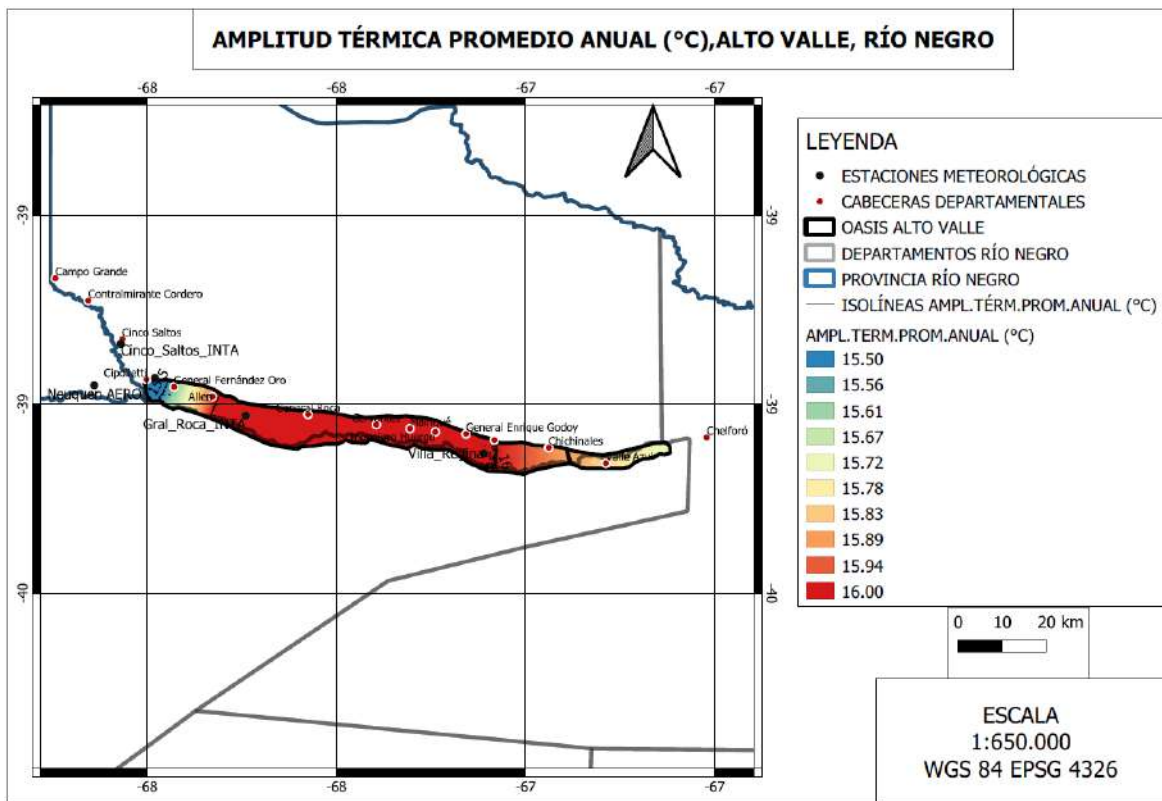 AMPLITUD TÉRMICA PROMEDIO ANUAL (°C),ALTO VALLE, RÍO NEGRO
-68
-68
-67
-67
-39
-39
Campo Grande
Contralmirante Cordero
Cinco Saltos
Cinco_Saltos_INTA
Cipolletti
General Fernández Oro
Neuquen_AERO
-39
-39
Allen
General Roca
Gral_Roca_INTA
General Enrique Godoy
Chichinales
Chelforó
Villa_Regina
Valle Azul
-40
-40
-68
-68
-67
-67
LEYENDA
ESTACIONES METEOROLÓGICAS
CABECERAS DEPARTAMENTALES
OASIS ALTO VALLE
DEPARTAMENTOS RÍO NEGRO
PROVINCIA RÍO NEGRO
ISOLÍNEAS AMPL.TÉRM.PROM.ANUAL (°C)
AMPL.TERM.PROM.ANUAL (°C)
15.50
15.56
15.61
15.67
15.72
15.78
15.83
15.89
15.94
16.00
0 10 20 km
ESCALA
1:650.000
WGS 84 EPSG 4326